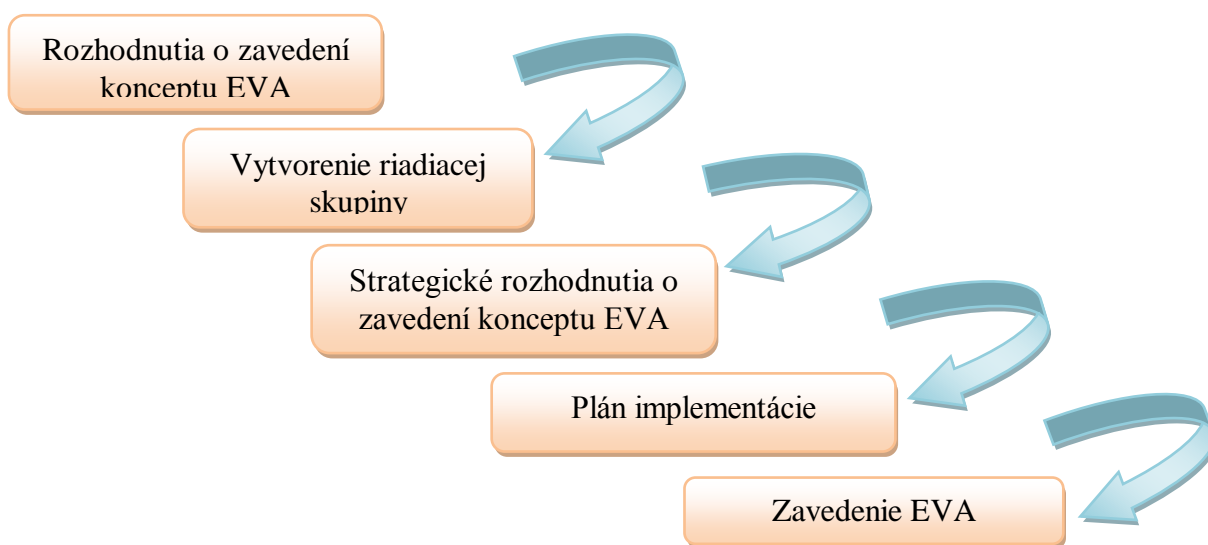 Rozhodnutia o zavedení
konceptu EVA
Vytvorenie riadiacej
skupiny
Strategické rozhodnutia o
zavedení konceptu EVA
Plán implementácie
Zavedenie EVA